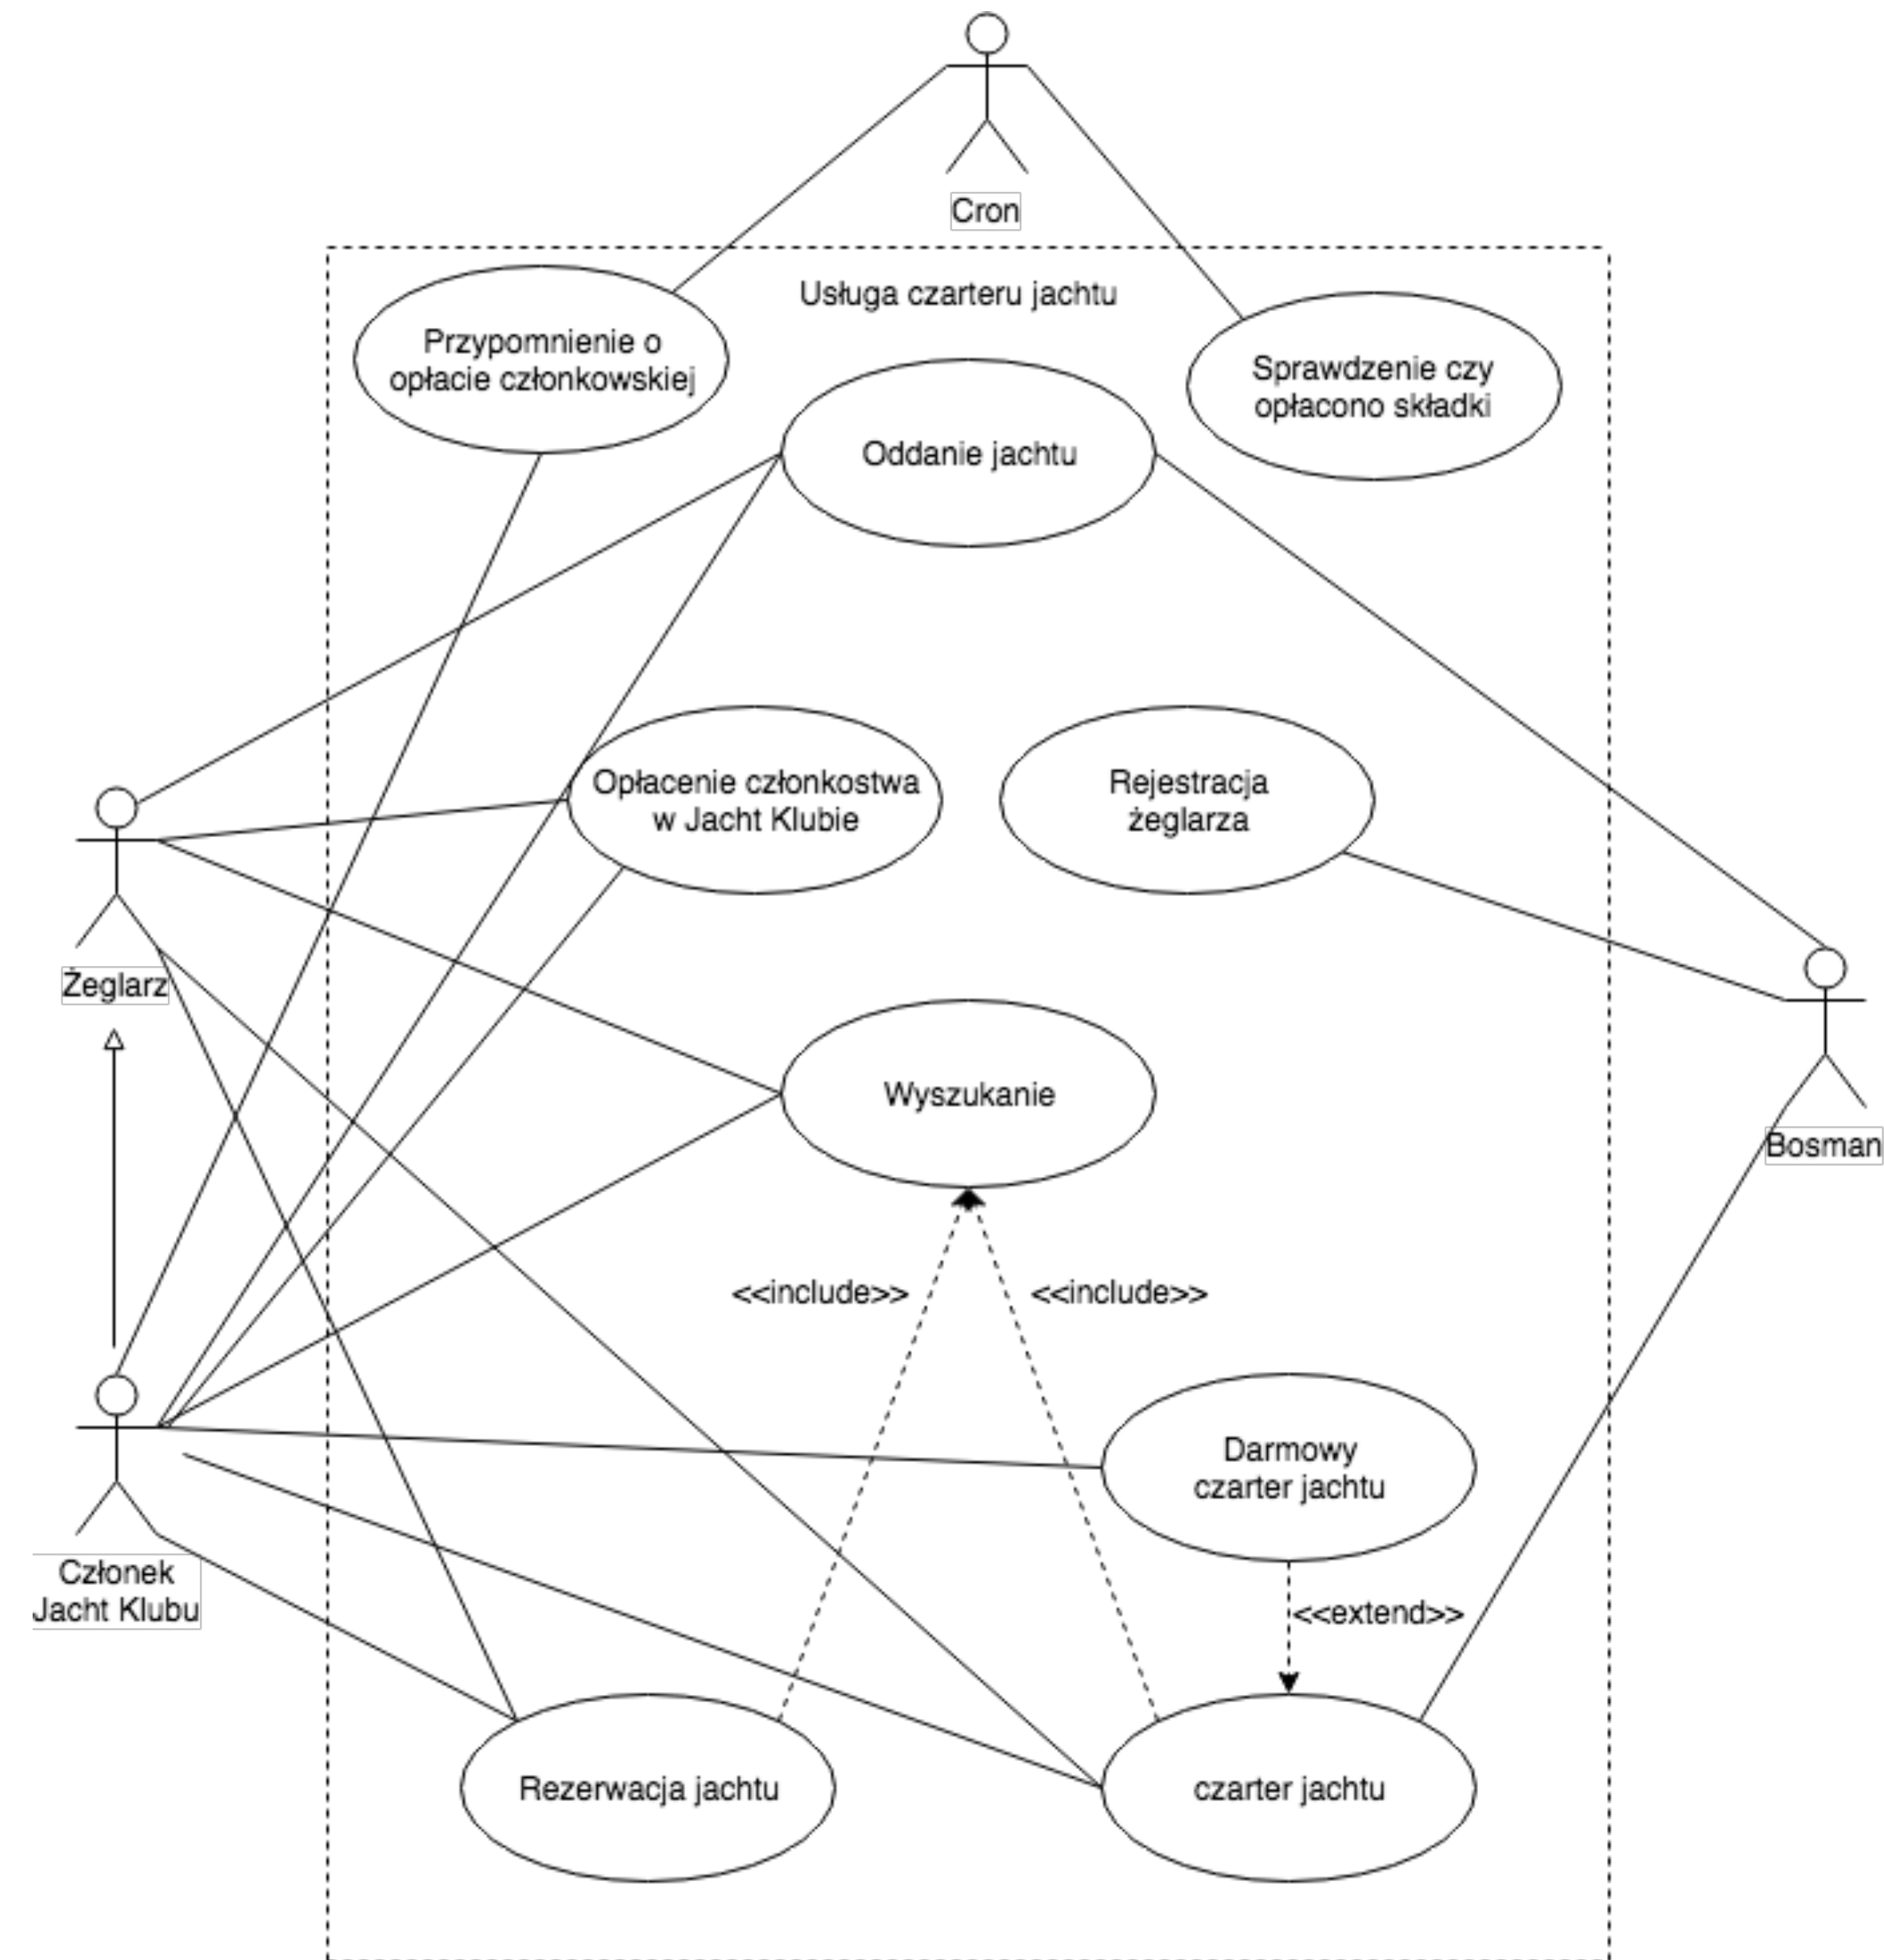 Cron
Usługa czarteru jachtu
Przypomnienie o
opłacie członkowskiej
Sprawdzenie czy
opłacono składki
Oddanie jachtu
Opłacenie członkostwa
w Jacht Klubie
Rejestracja
żeglarza
Żeglarz
Wyszukanie
Bosman
<<include>>
<<include>>
Darmowy
czarter jachtu
Członek
Jacht Klubu
<<extend>>
Rezerwacja jachtu
czarter jachtu